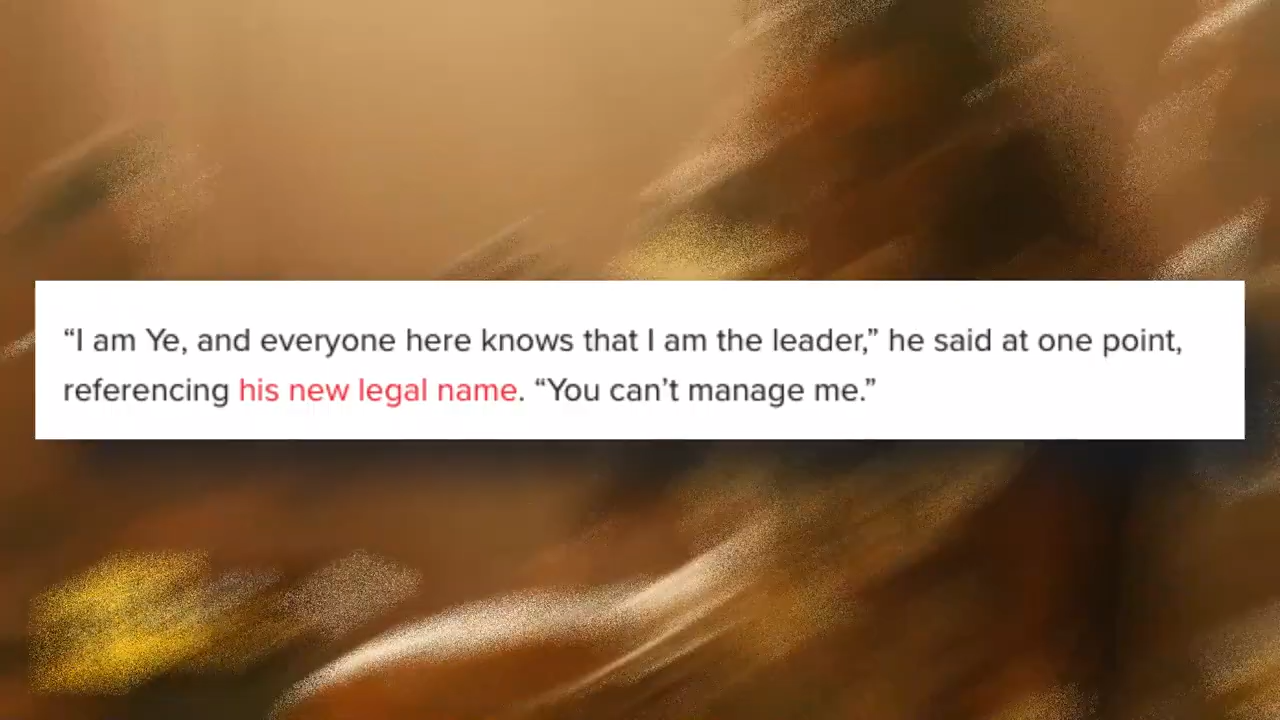 “I am Ye, and everyone here knows that I am the leader,” he said at one point,
referencing his new legal name. “You can’t manage me.”